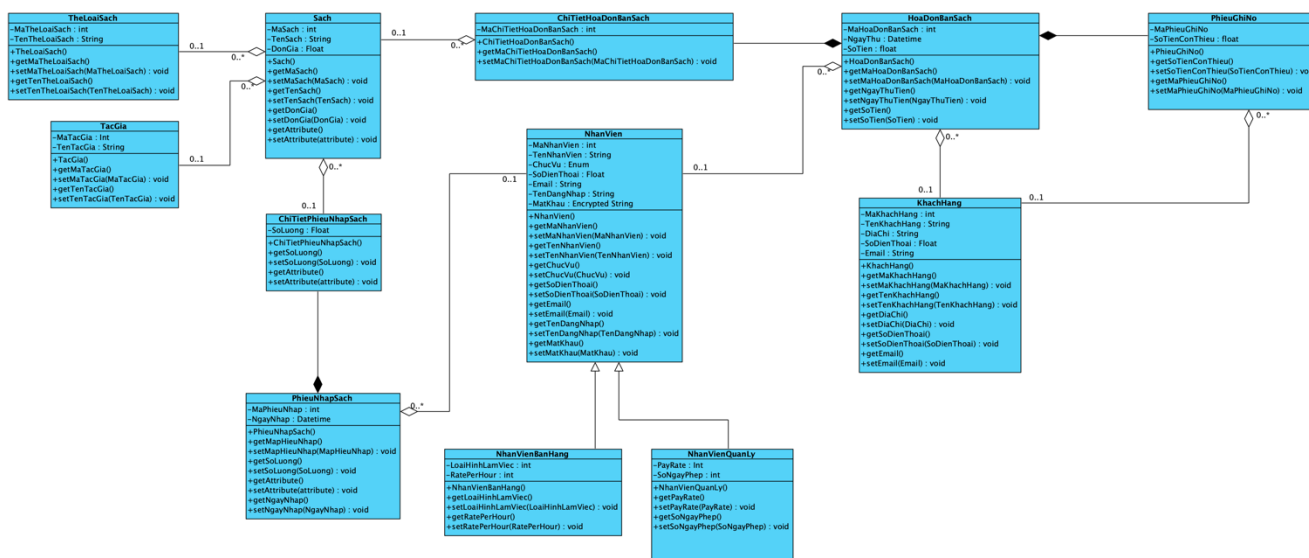 TheLoaiSach
-MaTheLoaiSach : int
-TenTheLoaiSach : String
+TheLoaiSach()
+getMaTheLoaiSach()
+setMaTheLoaiSach(MaTheLoaiSach) : void
+getTenTheLoaiSach()
+setTenTheLoaiSach(TenTheLoaiSach) : void
0..1
0..*
Sach
-MaSach : int
-TenSach : String
-DonGia : Float
+Sach()
+getMaSach()
+setMaSach(MaSach) : void
+getTenSach()
+setTenSach(TenSach) : void
+getDonGia()
+setDonGia(DonGia) : void
+getAttribute()
+setAttribute(attribute) : void
0..1
0..*
ChiTietHoaDonBanSach
-MaChiTietHoaDonBanSach : int
+ChiTietHoaDonBanSach()
+getMaChiTietHoaDonBanSach()
+setMaChiTietHoaDonBanSach(MaChiTietHoaDonBanSach) : void
HoaDonBanSach
-MaHoaDonBanSach : int
-NgayThu : Datetime
-SoTien : float
+HoaDonBanSach()
+getMaHoaDonBanSach()
+setMaHoaDonBanSach(MaHoaDonBanSach) : void
+getNgayThuTien()
+setNgayThuTien(NgayThuTien) : void
+getSoTien()
+setSoTien(SoTien) : void
0..*
0..*
PhieuGhiNo
-MaPhieuGhiNo
-SoTienConThieu : float
+PhieuGhiNo()
+getSoTienConThieu()
+setSoTienConThieu(SoTienConThieu) : void
+getMaPhieuGhiNo()
+setMaPhieuGhiNo(MaPhieuGhiNo) : void
0..*
TacGia
-MaTacGia : Int
-TenTacGia : String
+TacGia()
+getMaTacGia()
+setMaTacGia(MaTacGia) : void
+getTenTacGia()
+setTenTacGia(TenTacGia) : void
0..1
0..*
0..*
0..1
ChiTietPhieuNhapSach
-SoLuong : Float
+ChiTietPhieuNhapSach()
+getSoLuong()
+setSoLuong(SoLuong) : void
+getAttribute()
+setAttribute(attribute) : void
NhanVien
-MaNhanVien : int
-TenNhanVien : String
-ChucVu : Enum
-SoDienThoai : Float
-Email : String
-TenDangNhap : String
-MatKhau : Encrypted String
+NhanVien()
+getMaNhanVien()
+setMaNhanVien(MaNhanVien) : void
+getTenNhanVien()
+setTenNhanVien(TenNhanVien) : void
+getChucVu()
+setChucVu(ChucVu) : void
+getSoDienThoai()
+setSoDienThoai(SoDienThoai) : void
+getEmail()
+setEmail(Email) : void
+getTenDangNhap()
+setTenDangNhap(TenDangNhap) : void
+getMatKhau()
+setMatKhau(MatKhau) : void
0..1
0..1
0..1
0..1
KhachHang
-MaKhachHang : int
-TenKhachHang : String
-DiaChi : String
-SoDienThoai : Float
-Email : String
+KhachHang()
+getMaKhachHang()
+setMaKhachHang(MaKhachHang) : void
+getTenKhachHang()
+setTenKhachHang(TenKhachHang) : void
+getDiaChi()
+setDiaChi(DiaChi) : void
+getSoDienThoai()
+setSoDienThoai(SoDienThoai) : void
+getEmail()
+setEmail(Email) : void
PhieuNhapSach
-MaPhieuNhap : int
-NgayNhap : Datetime
+PhieuNhapSach()
+getMapHieuNhap()
+setMapHieuNhap(MapHieuNhap) : void
+getSoLuong()
+setSoLuong(SoLuong) : void
+getAttribute()
+setAttribute(attribute) : void
+getNgayNhap()
+setNgayNhap(NgayNhap) : void
0..*
NhanVienBanHang
-LoaiHinhLamViec : int
-RatePerHour : int
+NhanVienBanHang()
+getLoaiHinhLamViec()
+setLoaiHinhLamViec(LoaiHinhLamViec) : void
+getRatePerHour()
+setRatePerHour(RatePerHour) : void
NhanVienQuanLy
-PayRate : Int
-SoNgayPhep : int
+NhanVienQuanLy()
+getPayRate()
+setPayRate(PayRate) : void
+getSoNgayPhep()
+setSoNgayPhep(SoNgayPhep) : void